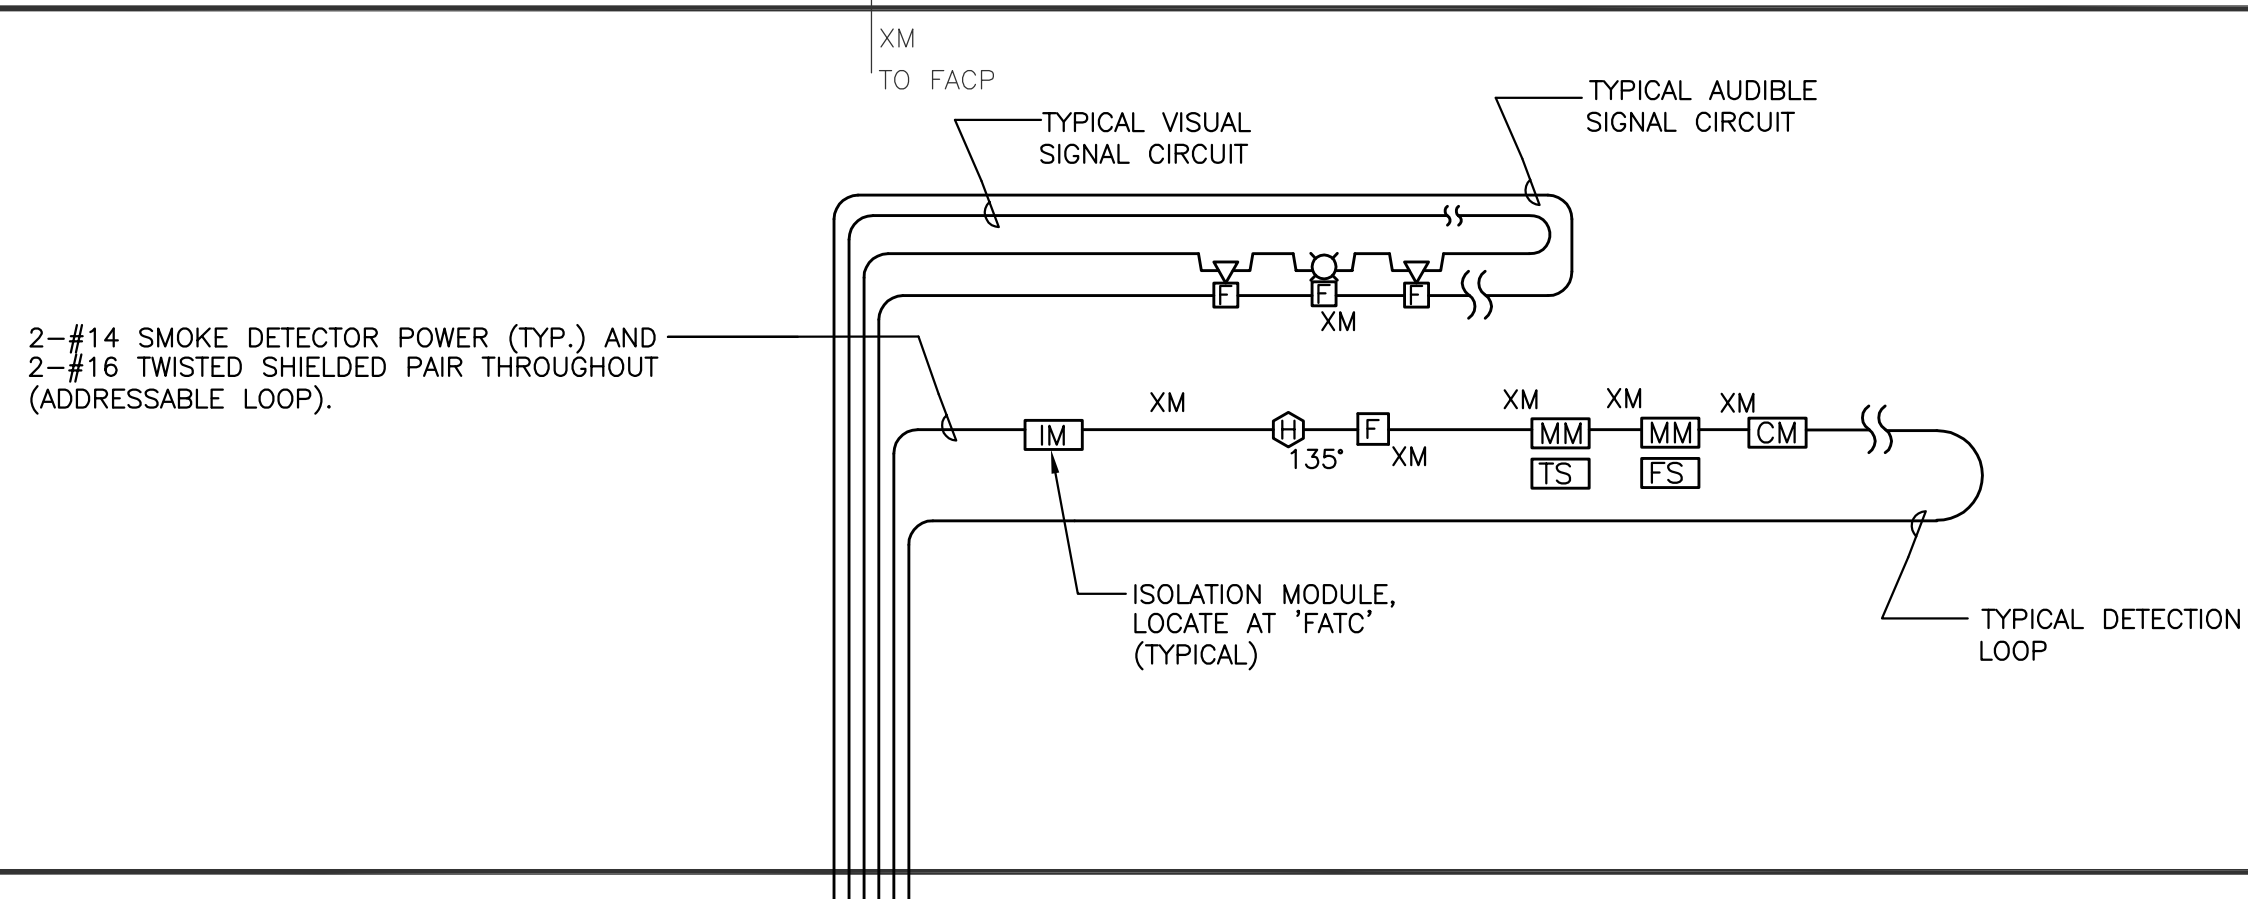 XM
TO FACP
TYPICAL AUDIBLE
SIGNAL CIRCUIT
TYPICAL VISUAL
SIGNAL CIRCUIT
F F F
XM
2-#14 SMOKE DETECTOR POWER (TYP.) AND
2-#16 TWISTED SHIELDED PAIR THROUGHOUT
(ADDRESSABLE LOOP).
XM XM XM XM
IM H F MM MM CM
135° XM
TS FS
ISOLATION MODULE,
LOCATE AT 'FATC'
(TYPICAL)
TYPICAL DETECTION
LOOP